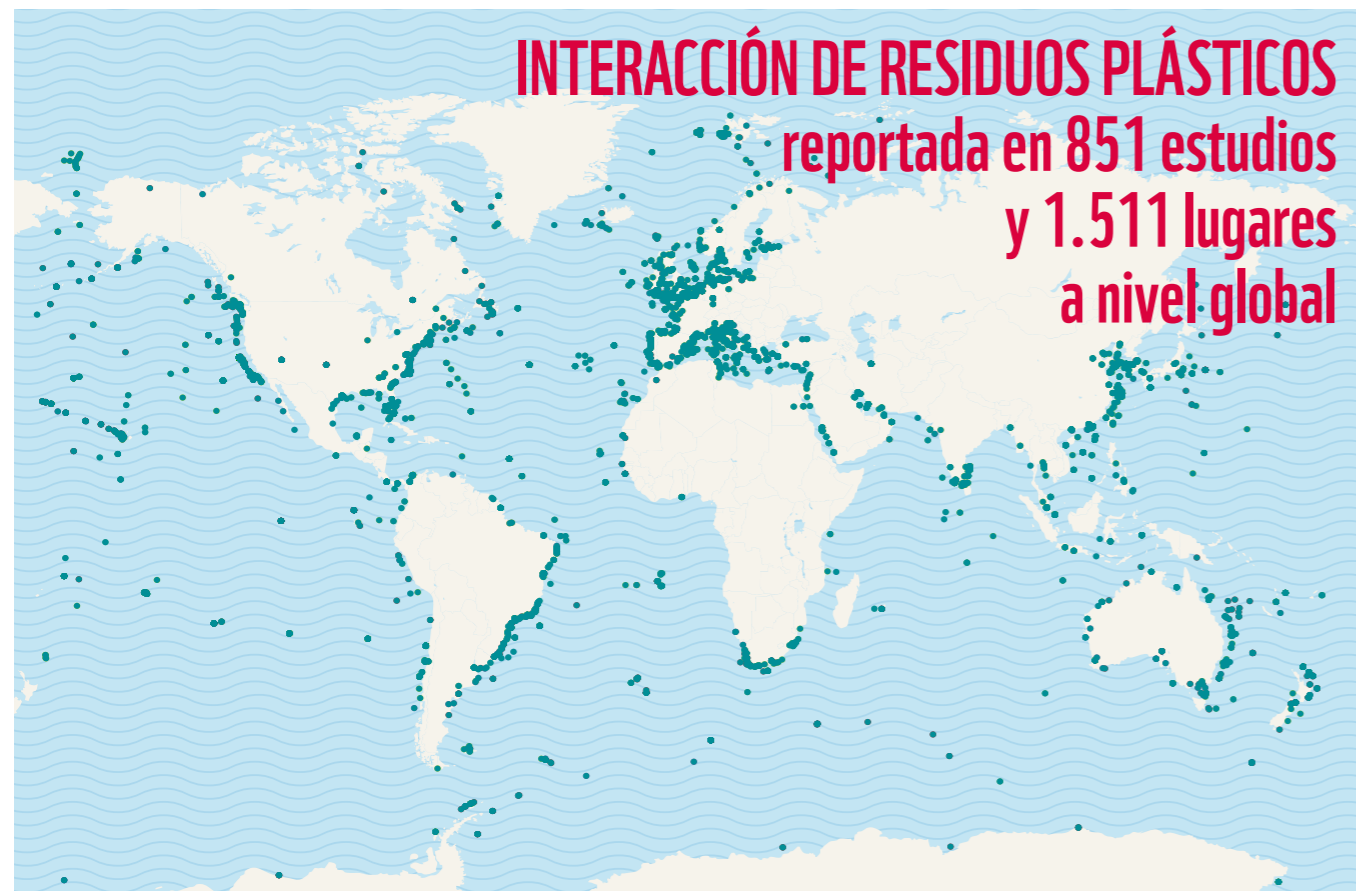 INTERACCIÓN DE RESIDUOS PLÁSTICOS
reportada en 851 estudios
y 1.511 lugares
a nivel global